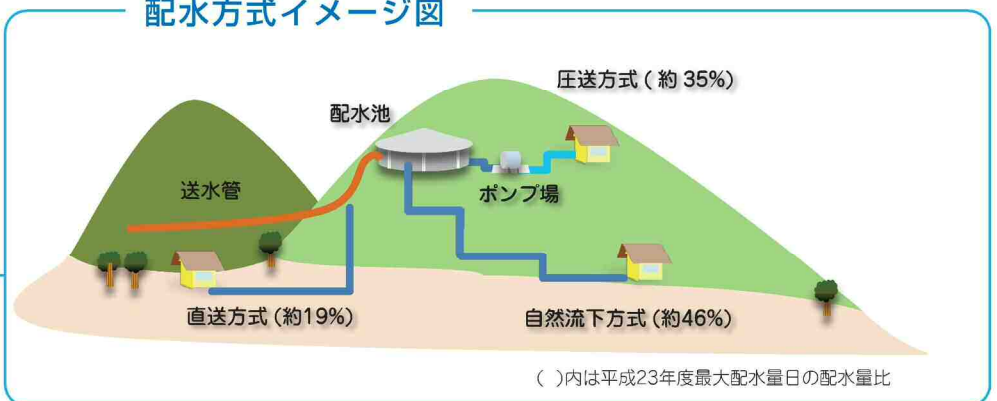 配水方式イメージ図
圧送方式 ( 約 35%)
配水池
送水管
ポンプ場
直送方式 (約19%)
自然流下方式 (約46%)
(  )内は平成23年度最大配水量日の配水量比